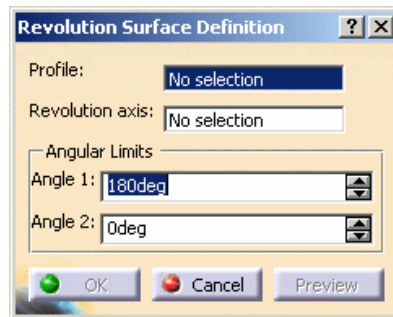 Revolution Surface Definition ? X
Profile: No selection
Revolution axis: No selection
Angular Limits
Angle 1: 180deg
Angle 2: 0deg
OK Cancel Preview